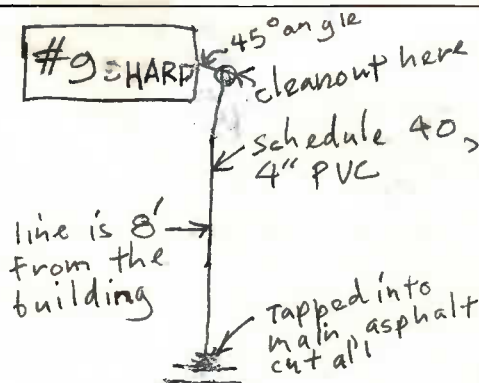 #9 SHARP
45° angle
cleanout here
schedule 40,
4" PVC
line is 8'
from the
building
Tapped into
main, asphalt
cut